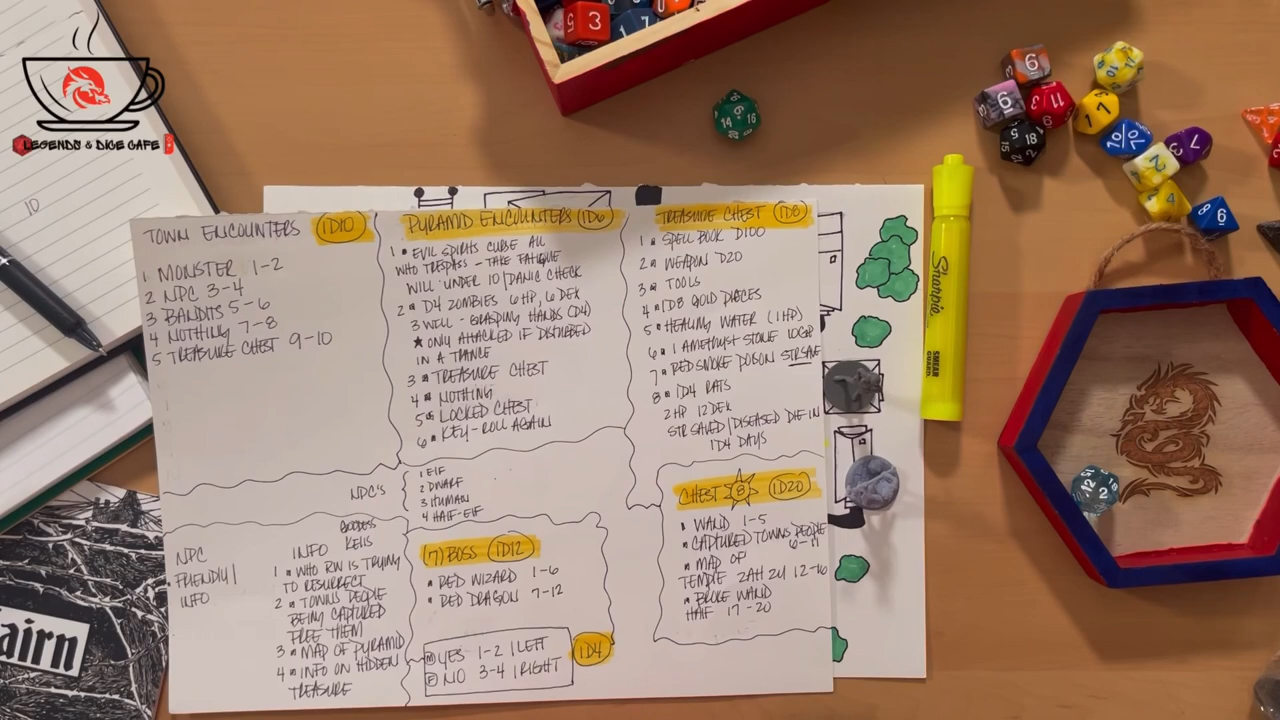 LEGENDS & DICE CAFE
10
TOWN ENCOUNTERS 1D10
1 MONSTER 1-2
2 NPC 3-4
3 BANDITS 5-6
4 NOTHING 7-8
5 TREASURE CHEST 9-10
PYRAMID ENCOUNTERS 1D6
1 EVIL SPIRITS CURSE ALL
WHO TRESPASS - TAKE FATIGUE
WILL: UNDER 10 | PANIC CHECK
2 D4 ZOMBIES 6HP, 6 DEX
3 WILL - GRASPING HANDS (D4)
★ ONLY ATTACKED IF DISTURBED
IN A TRANCE
3 TREASURE CHEST
4 NOTHING
5 LOCKED CHEST
6 KEY - ROLL AGAIN
TREASURE CHEST 1D8
1 SPELL BOOK D100
2 WEAPON D20
3 TOOLS
4 1D8 GOLD PIECES
5 HEALING WATER (1HP)
6 1 AMETHYST STONE 10GP
7 RED SMOKE POISON STR SAVE
8 1D4 RATS
2HP 12 DEX
STR SAVED | DISEASED DIE IN
1D4 DAYS
NPC'S
1 ELF
2 DWARF
3 HUMAN
4 HALF-ELF
NPC
FRIENDLY |
INFO
GODDESS
INFO
1 WHO RW IS TRYING
TO RESURRECT
2 TOWNS PEOPLE
BEING CAPTURED
FREE THEM
3 MAP OF PYRAMID
4 INFO ON HIDDEN
TREASURE
(7) BOSS 1D12
RED WIZARD 1-6
RED DRAGON 7-12
YES 1-2 | LEFT
NO 3-4 | RIGHT
1D4
CHEST 8 1D20
WAND 1-5
CAPTURED TOWNS PEOPLE
6-11
MAP OF
TEMPLE 12-16
BROKE WAND
HALF 17-20
airn
Sharpie
SMEAR
GUARD